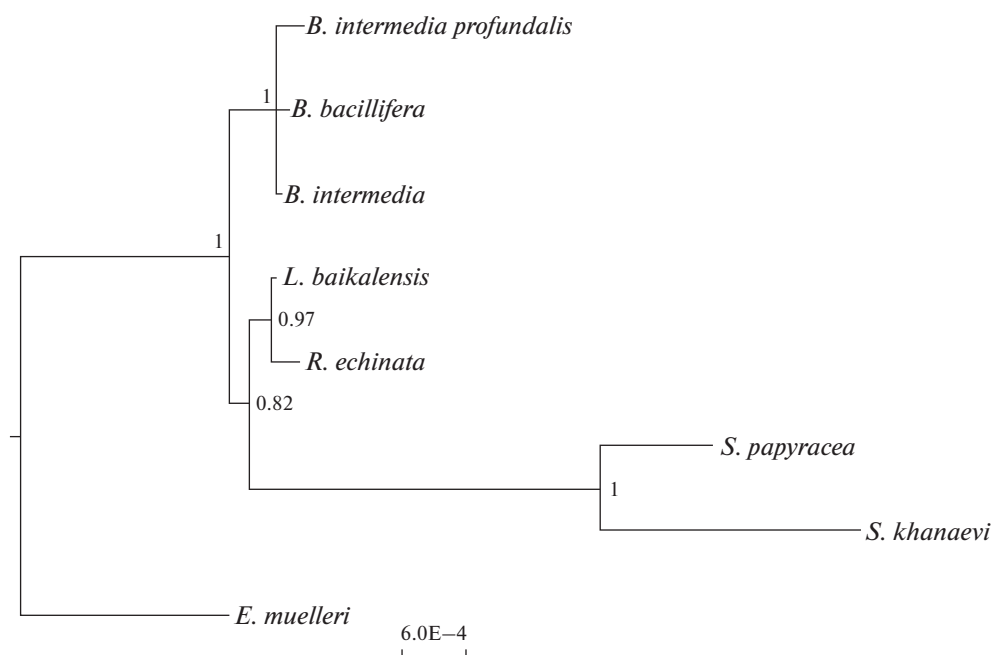 B. intermedia profundalis
1
B. bacillifera
B. intermedia
1
L. baikalensis
0.97
R. echinata
0.82
S. papyracea
1
S. khanaevi
E. muelleri
6.0E–4